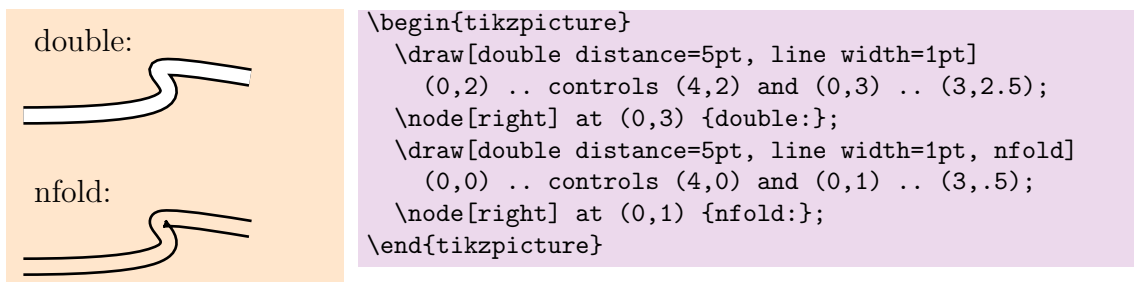 double:
nfold:
\begin{tikzpicture}
  \draw[double distance=5pt, line width=1pt]
    (0,2) .. controls (4,2) and (0,3) .. (3,2.5);
  \node[right] at (0,3) {double:};
  \draw[double distance=5pt, line width=1pt, nfold]
    (0,0) .. controls (4,0) and (0,1) .. (3,.5);
  \node[right] at (0,1) {nfold:};
\end{tikzpicture}